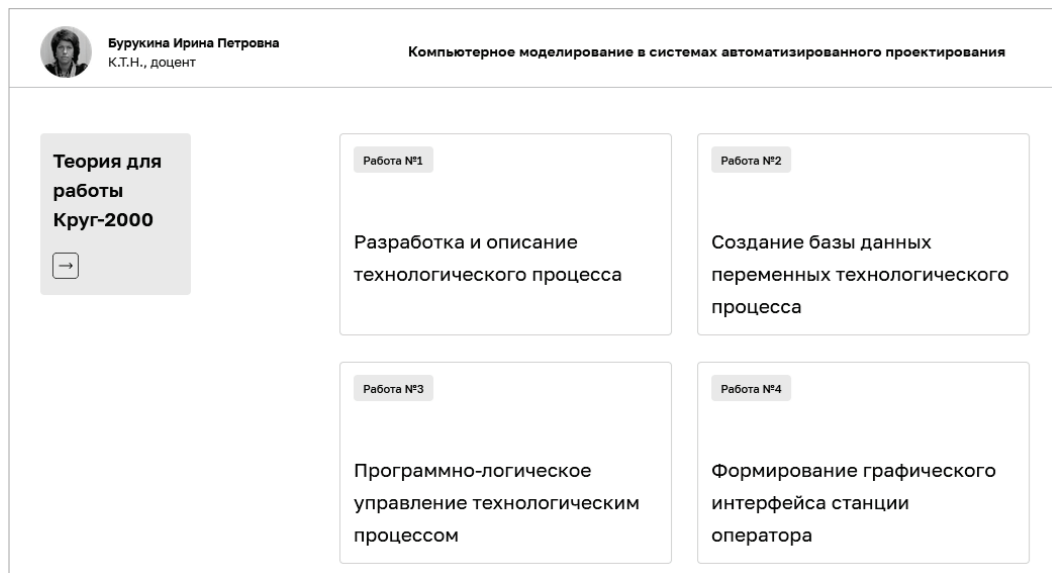 Бурукина Ирина Петровна
К.Т.Н., доцент
Компьютерное моделирование в системах автоматизированного проектирования
Теория для
работы
Круг-2000
→
Работа №1
Разработка и описание
технологического процесса
Работа №2
Создание базы данных
переменных технологического
процесса
Работа №3
Программно-логическое
управление технологическим
процессом
Работа №4
Формирование графического
интерфейса станции
оператора